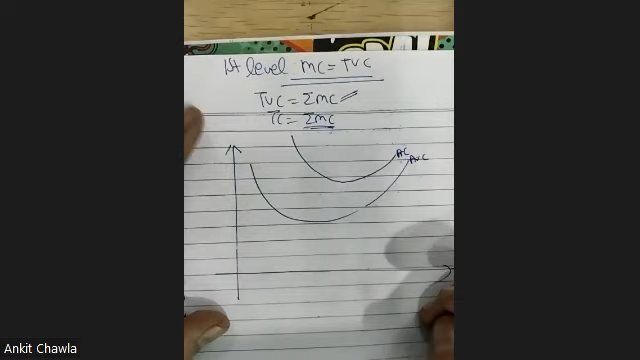 1st level MC = TVC
TVC = ΣMC
TC = ΣMC
AC
AVC
Ankit Chawla